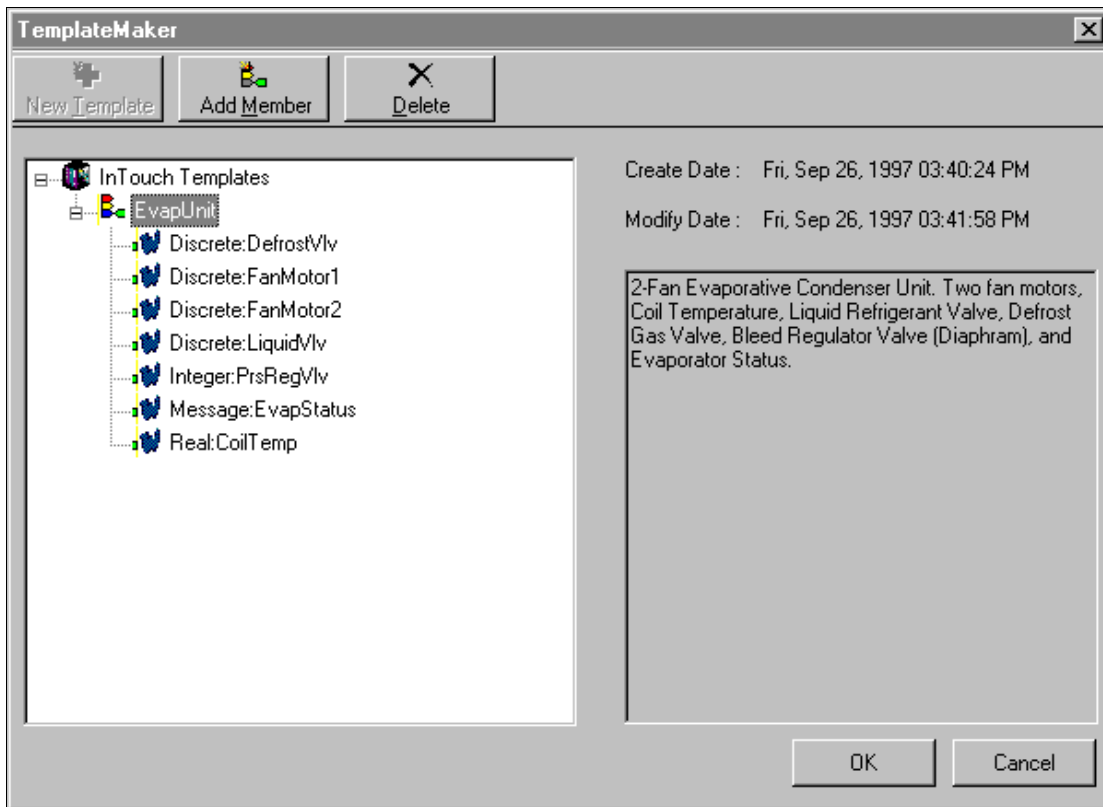 TemplateMaker
New Template
Add Member
Delete
InTouch Templates
EvapUnit
Discrete:DefrostVlv
Discrete:FanMotor1
Discrete:FanMotor2
Discrete:LiquidVlv
Integer:PrsRegVlv
Message:EvapStatus
Real:CoilTemp
Create Date : Fri, Sep 26, 1997 03:40:24 PM
Modify Date : Fri, Sep 26, 1997 03:41:58 PM
2-Fan Evaporative Condenser Unit. Two fan motors,
Coil Temperature, Liquid Refrigerant Valve, Defrost
Gas Valve, Bleed Regulator Valve (Diaphram), and
Evaporator Status.
OK
Cancel